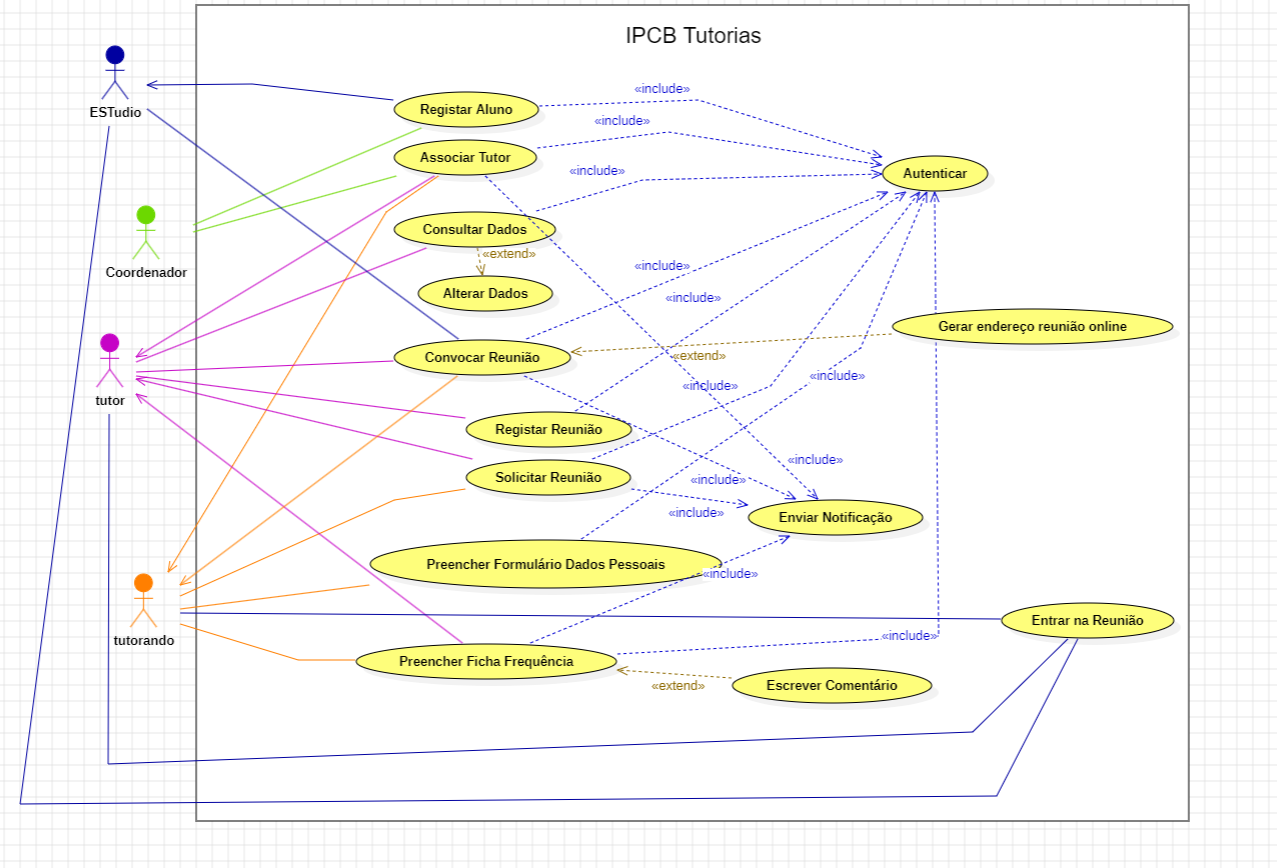 IPCB Tutorias
ESTudio
Coordenador
tutor
tutorando
Registar Aluno
«include»
Associar Tutor
«include»
«include»
Autenticar
Consultar Dados
«extend»
Alterar Dados
«include»
«include»
Gerar endereço reunião online
Convocar Reunião
«extend»
«include»
«include»
Registar Reunião
Solicitar Reunião
«include»
«include»
«include»
Enviar Notificação
Preencher Formulário Dados Pessoais
«include»
Entrar na Reunião
«include»
Preencher Ficha Frequência
«extend»
Escrever Comentário